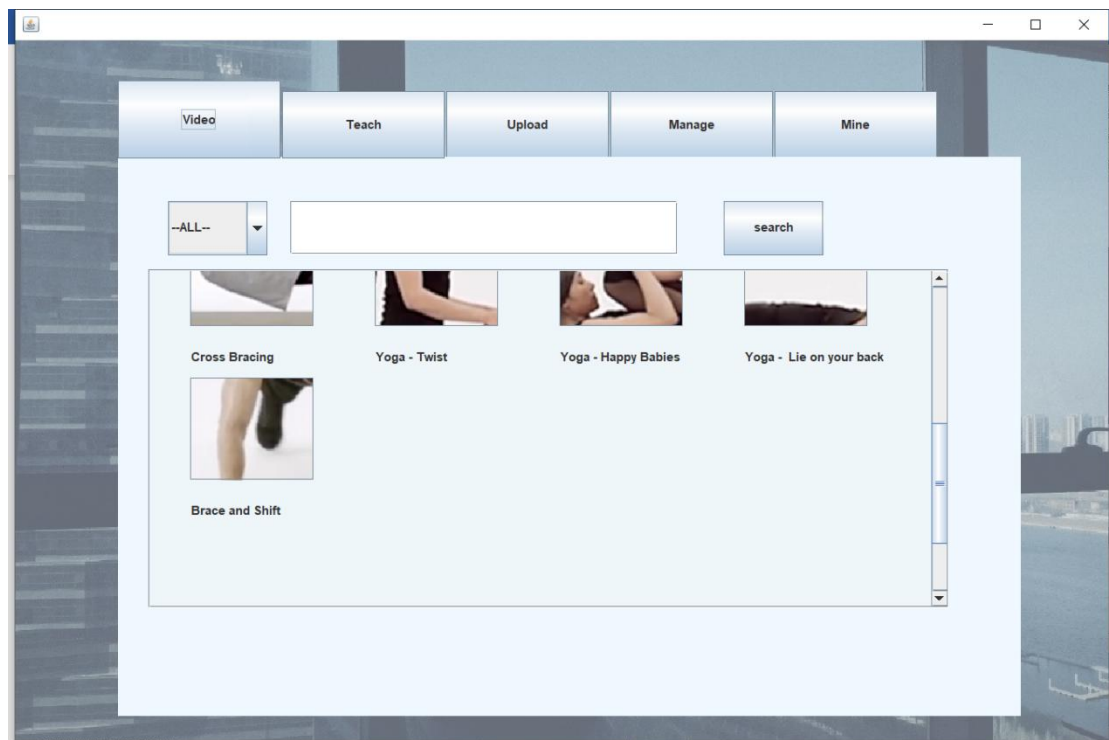 Video
Teach
Upload
Manage
Mine
--ALL--
search
Cross Bracing
Yoga - Twist
Yoga - Happy Babies
Yoga -  Lie on your back
Brace and Shift